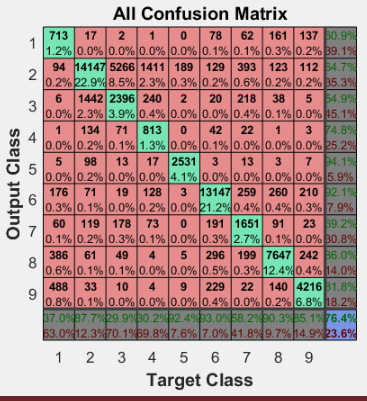 All Confusion Matrix
1 713 17 2 1 0 78 62 161 137 60.9%
1.2% 0.0% 0.0% 0.0% 0.0% 0.1% 0.1% 0.3% 0.2% 39.1%
2 94 14147 5266 1411 189 129 393 123 112 64.7%
0.2% 22.9% 8.5% 2.3% 0.3% 0.2% 0.6% 0.2% 0.2% 35.3%
3 6 1442 2396 240 2 20 218 38 5 54.9%
0.0% 2.3% 3.9% 0.4% 0.0% 0.0% 0.4% 0.1% 0.0% 45.1%
4 1 134 71 813 0 42 22 1 3 74.8%
0.0% 0.2% 0.1% 1.3% 0.0% 0.1% 0.0% 0.0% 0.0% 25.2%
5 5 98 13 17 2531 3 13 3 7 94.1%
0.0% 0.2% 0.0% 0.0% 4.1% 0.0% 0.0% 0.0% 0.0% 5.9%
6 176 71 19 128 3 13147 259 260 210 92.1%
0.3% 0.1% 0.0% 0.2% 0.0% 21.2% 0.4% 0.4% 0.3% 7.9%
7 60 119 178 73 0 191 1651 91 23 69.2%
0.1% 0.2% 0.3% 0.1% 0.0% 0.3% 2.7% 0.1% 0.0% 30.8%
8 386 61 49 4 5 296 199 7647 242 86.0%
0.6% 0.1% 0.1% 0.0% 0.0% 0.5% 0.3% 12.4% 0.4% 14.0%
9 488 33 10 4 9 229 22 140 4216 81.8%
0.8% 0.1% 0.0% 0.0% 0.0% 0.4% 0.0% 0.2% 6.8% 18.2%
37.0% 87.7% 29.9% 30.2% 92.4% 93.0% 58.2% 90.3% 85.1% 76.4%
63.0% 12.3% 70.1% 69.8% 7.6% 7.0% 41.8% 9.7% 14.9% 23.6%
1 2 3 4 5 6 7 8 9
Target Class
Output Class